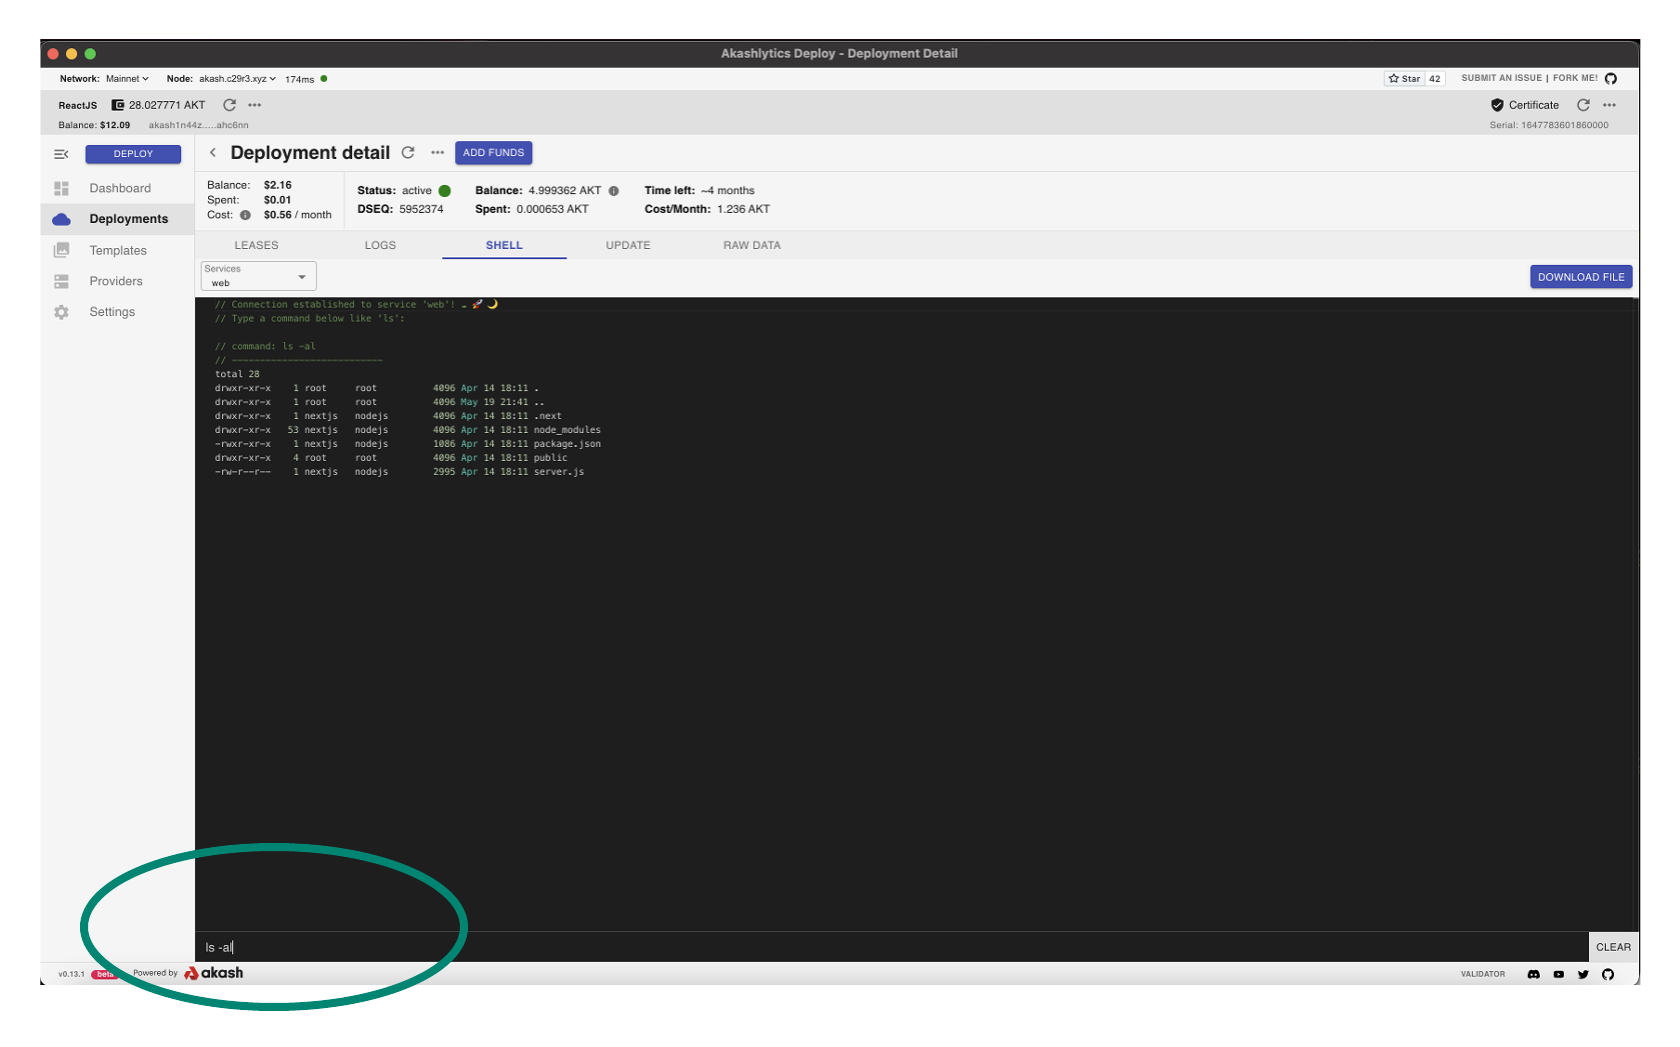 Akashlytics Deploy - Deployment Detail
Network: Mainnet Node: akash.c29r3.xyz 174ms
Star 42 SUBMIT AN ISSUE | FORK ME!
ReactJS 28.027771 AKT
Certificate
Balance: $12.09 akash1n44z.....ahc6nn
Serial: 1647783601860000
DEPLOY
Deployment detail ADD FUNDS
Dashboard
Deployments
Templates
Providers
Settings
Balance: $2.16
Spent: $0.01
Cost: $0.56 / month
Status: active Balance: 4.999362 AKT Time left: ~4 months
DSEQ: 5952374 Spent: 0.000653 AKT Cost/Month: 1.236 AKT
LEASES LOGS SHELL UPDATE RAW DATA
Services
web
DOWNLOAD FILE
// Connection established to service 'web'! ☁ 🚀 🌙
// Type a command below like 'ls':
// command: ls -al
// ---------------------------
total 28
drwxr-xr-x 1 root root 4096 Apr 14 18:11 .
drwxr-xr-x 1 root root 4096 May 19 21:41 ..
drwxr-xr-x 1 nextjs nodejs 4096 Apr 14 18:11 .next
drwxr-xr-x 53 nextjs nodejs 4096 Apr 14 18:11 node_modules
-rwxr-xr-x 1 nextjs nodejs 1086 Apr 14 18:11 package.json
drwxr-xr-x 4 root root 4096 Apr 14 18:11 public
-rw-r--r-- 1 nextjs nodejs 2995 Apr 14 18:11 server.js
ls -al
CLEAR
v0.13.1 beta Powered by akash
VALIDATOR